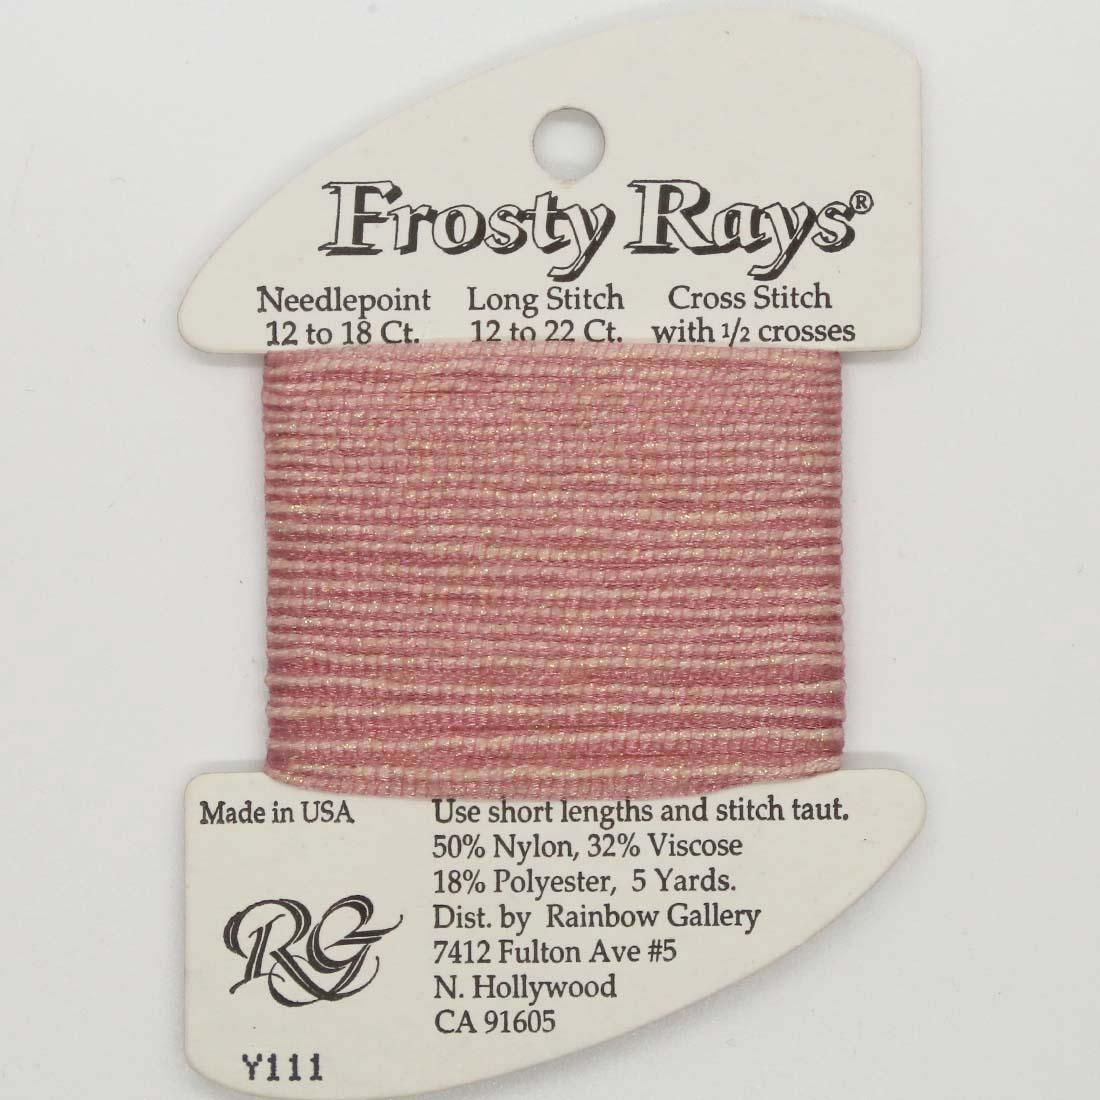 Frosty Rays®
Needlepoint Long Stitch Cross Stitch
12 to 18 Ct. 12 to 22 Ct. with 1/2 crosses
Made in USA
Use short lengths and stitch taut.
50% Nylon, 32% Viscose
18% Polyester, 5 Yards.
Dist. by Rainbow Gallery
7412 Fulton Ave #5
N. Hollywood
CA 91605
RG
Y111